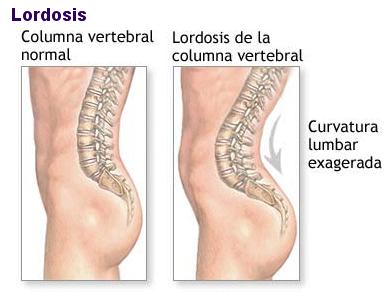 Lordosis
Columna vertebral
normal
Lordosis de la
columna vertebral
Curvatura
lumbar
exagerada